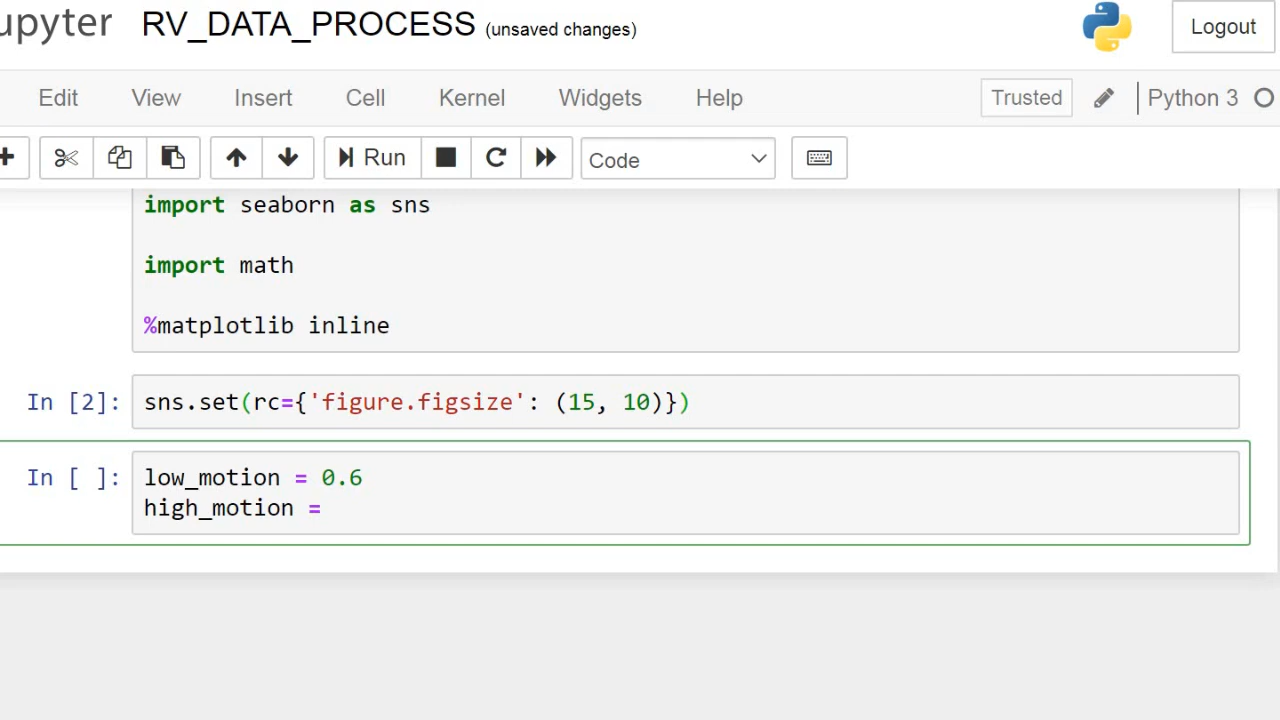 upyter RV_DATA_PROCESS (unsaved changes) Logout
Edit View Insert Cell Kernel Widgets Help Trusted Python 3
Run Code
import seaborn as sns
import math
%matplotlib inline
In [2]: sns.set(rc={'figure.figsize': (15, 10)})
In [ ]: low_motion = 0.6
high_motion =